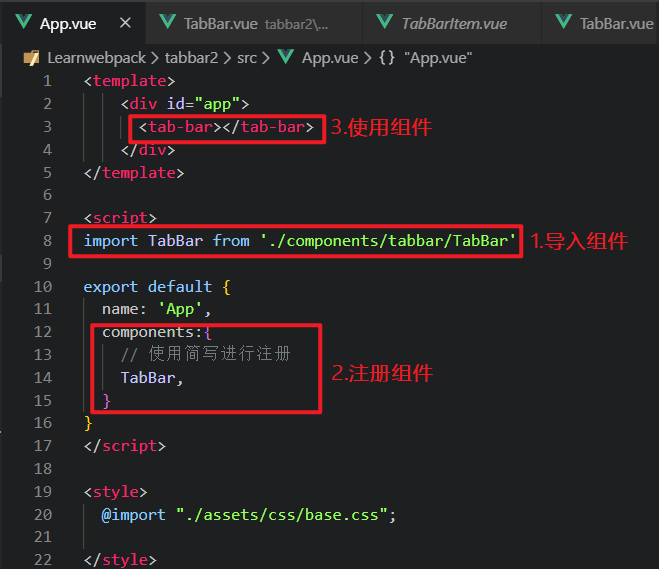 App.vue × TabBar.vue tabbar2\... TabBarItem.vue TabBar.vue
Learnwebpack > tabbar2 > src > App.vue > {} "App.vue"
1 <template>
2 <div id="app">
3 <tab-bar></tab-bar> 3.使用组件
4 </div>
5 </template>
6
7 <script>
8 import TabBar from './components/tabbar/TabBar' 1.导入组件
9
10 export default {
11 name: 'App',
12 components:{
13 // 使用简写进行注册
14 TabBar, 2.注册组件
15 }
16 }
17 </script>
18
19 <style>
20 @import "./assets/css/base.css";
21
22 </style>